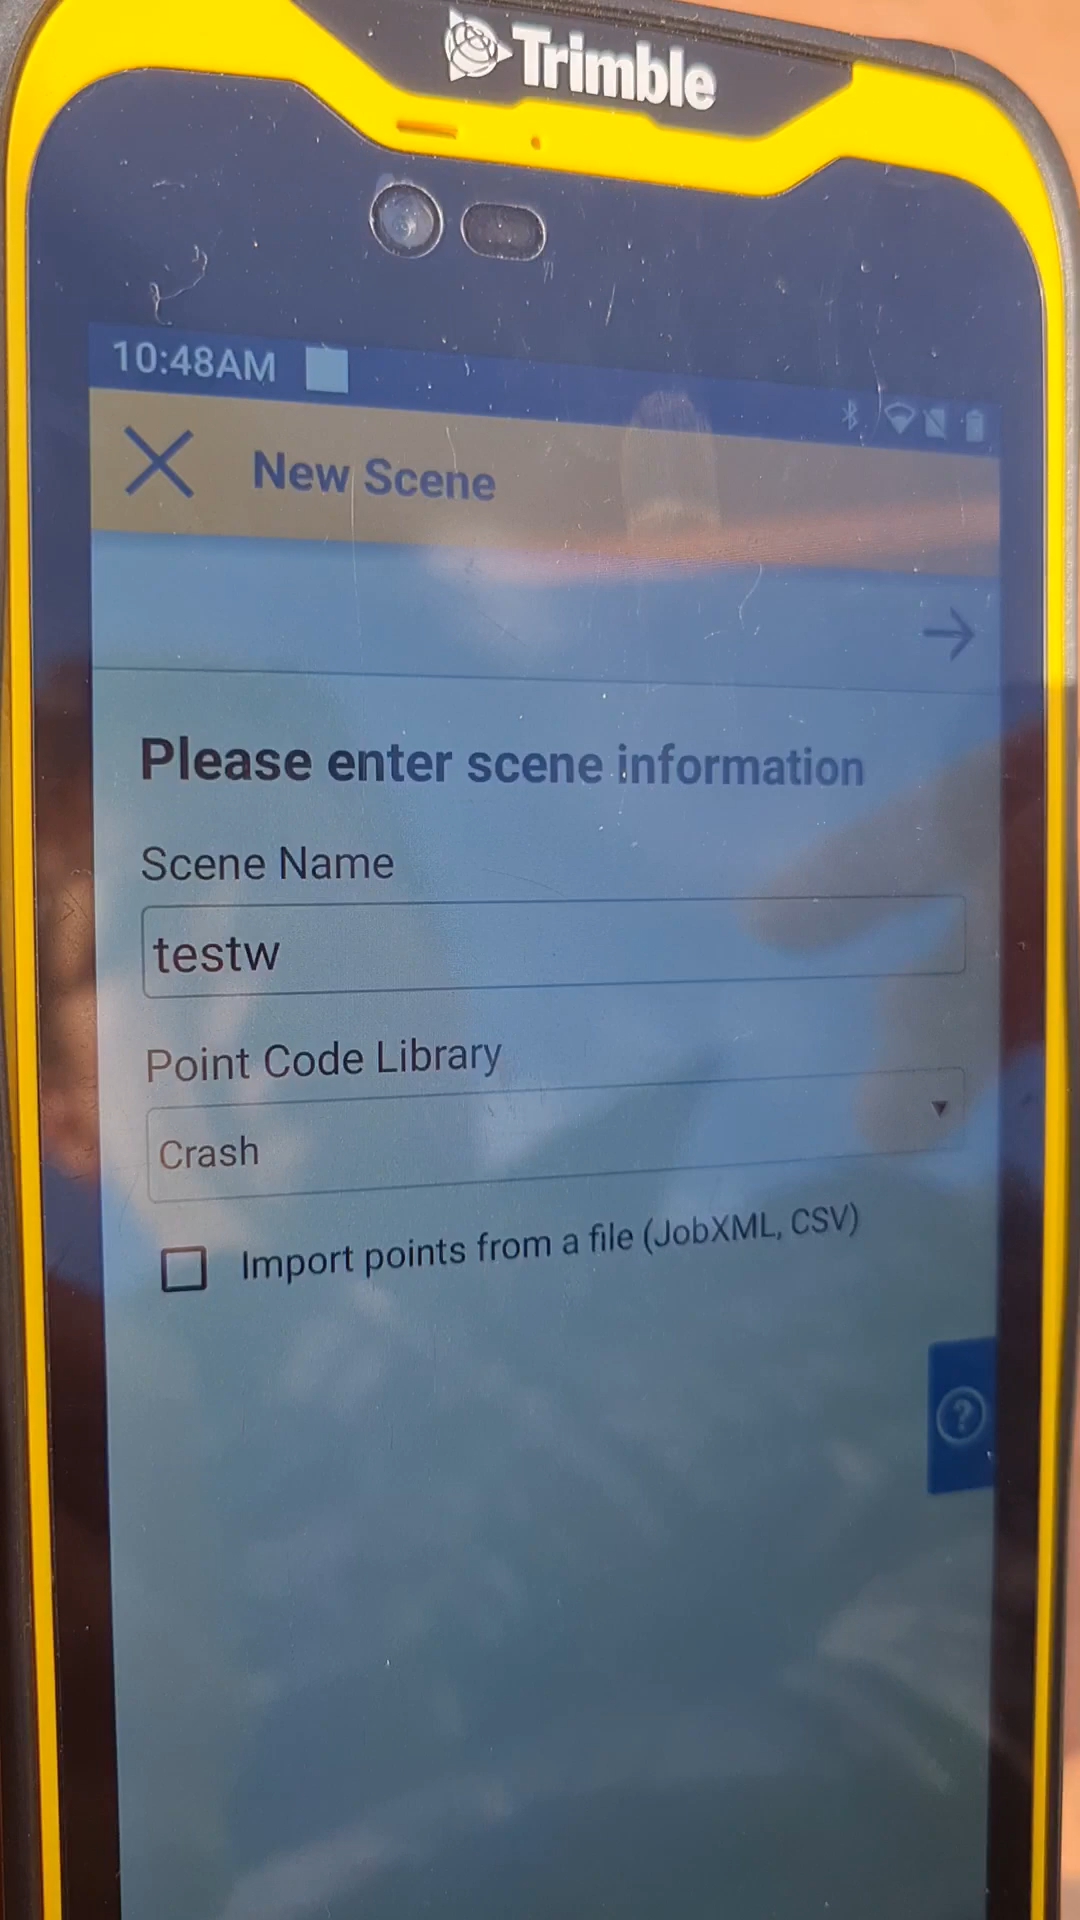 Trimble
10:48AM
New Scene
Please enter scene information
Scene Name
testw
Point Code Library
Crash
Import points from a file (JobXML, CSV)
?